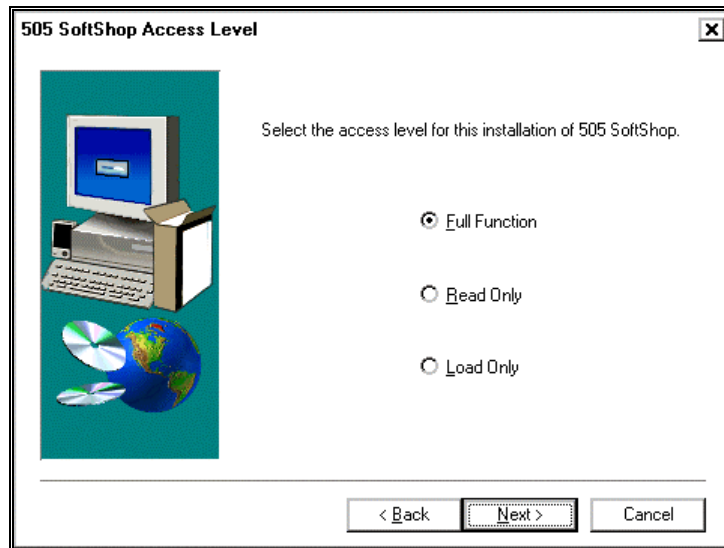 505 SoftShop Access Level
Select the access level for this installation of 505 SoftShop.
Full Function
Read Only
Load Only
< Back
Next >
Cancel